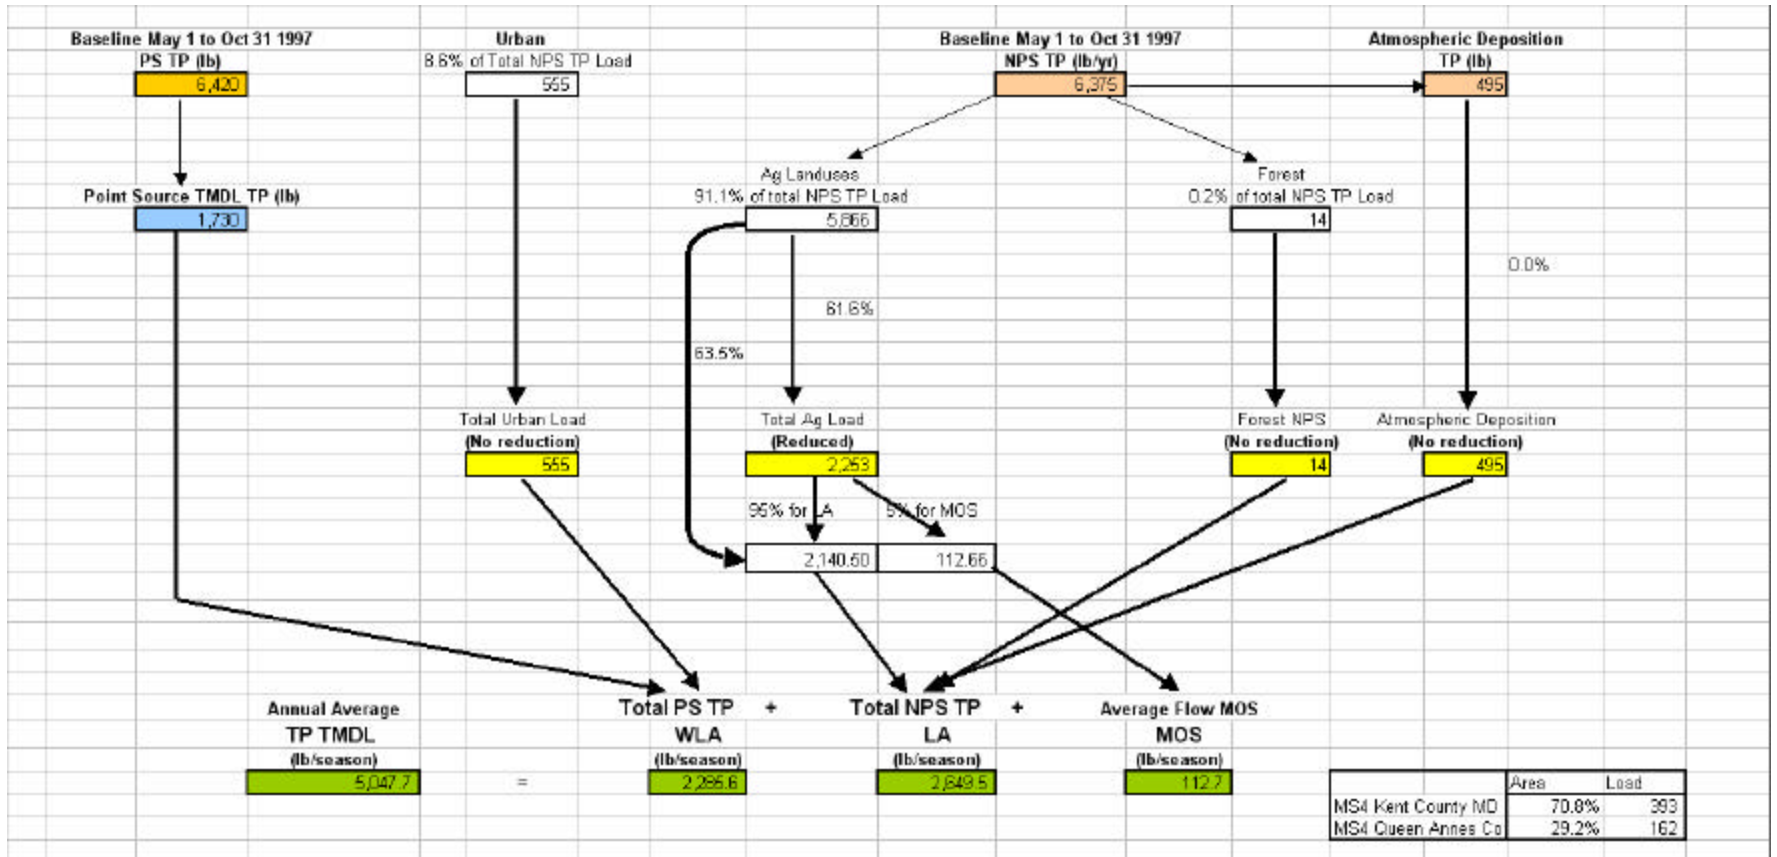 Baseline May 1 to Oct 31 1997 Urban Baseline May 1 to Oct 31 1997 Atmospheric Deposition
PS TP (lb) 8.6% of Total NPS TP Load NPS TP (lb/yr) TP (lb)
6,420 555 6,375 495
Ag Landuses Forest
Point Source TMDL TP (lb) 91.1% of total NPS TP Load 0.2% of total NPS TP Load
1,730 5,866 14
0.0%
61.6%
63.5%
Total Urban Load Total Ag Load Forest NPS Atmospheric Deposition
(No reduction) (Reduced) (No reduction) (No reduction)
555 2,253 14 495
95% for LA 5% for MOS
2,140.50 112.66
Annual Average Total PS TP + Total NPS TP + Average Flow MOS
TP TMDL WLA LA MOS
(lb/season) (lb/season) (lb/season) (lb/season)
5,047.7 = 2,285.6 2,649.5 112.7
Area Load
MS4 Kent County MD 70.8% 393
MS4 Queen Annes Co 29.2% 162